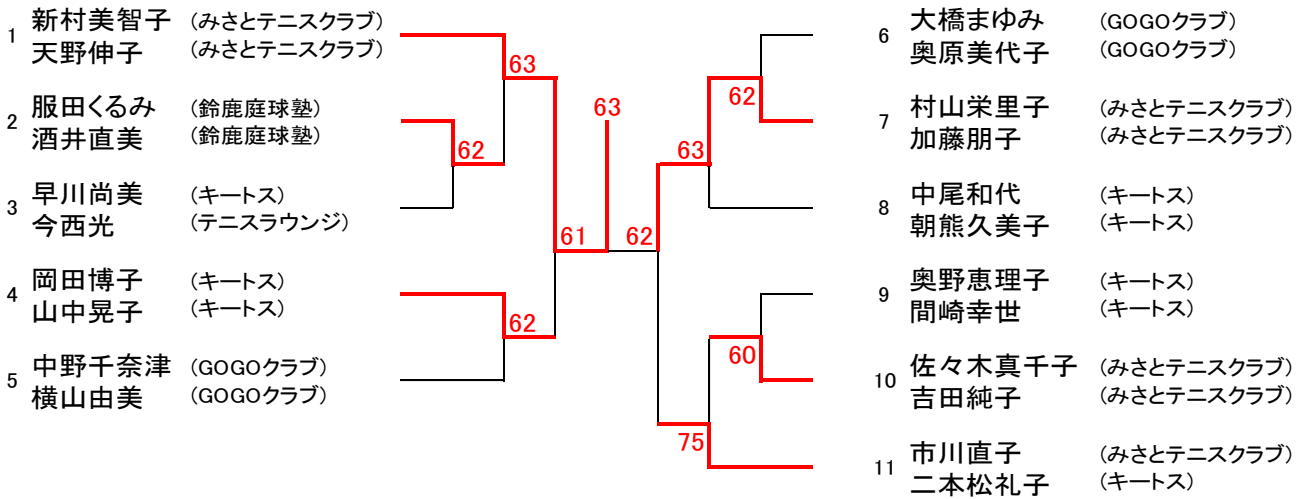 1 新村美智子 (みさとテニスクラブ)
天野伸子 (みさとテニスクラブ)
2 服田くるみ (鈴鹿庭球塾)
酒井直美 (鈴鹿庭球塾)
3 早川尚美 (キートス)
今西光 (テニスラウンジ)
4 岡田博子 (キートス)
山中晃子 (キートス)
5 中野千奈津 (GOGOクラブ)
横山由美 (GOGOクラブ)
63
62
62
61
63
62
63
62
60
75
6 大橋まゆみ (GOGOクラブ)
奥原美代子 (GOGOクラブ)
7 村山栄里子 (みさとテニスクラブ)
加藤朋子 (みさとテニスクラブ)
8 中尾和代 (キートス)
朝熊久美子 (キートス)
9 奥野恵理子 (キートス)
間崎幸世 (キートス)
10 佐々木真千子 (みさとテニスクラブ)
吉田純子 (みさとテニスクラブ)
11 市川直子 (みさとテニスクラブ)
二本松礼子 (キートス)